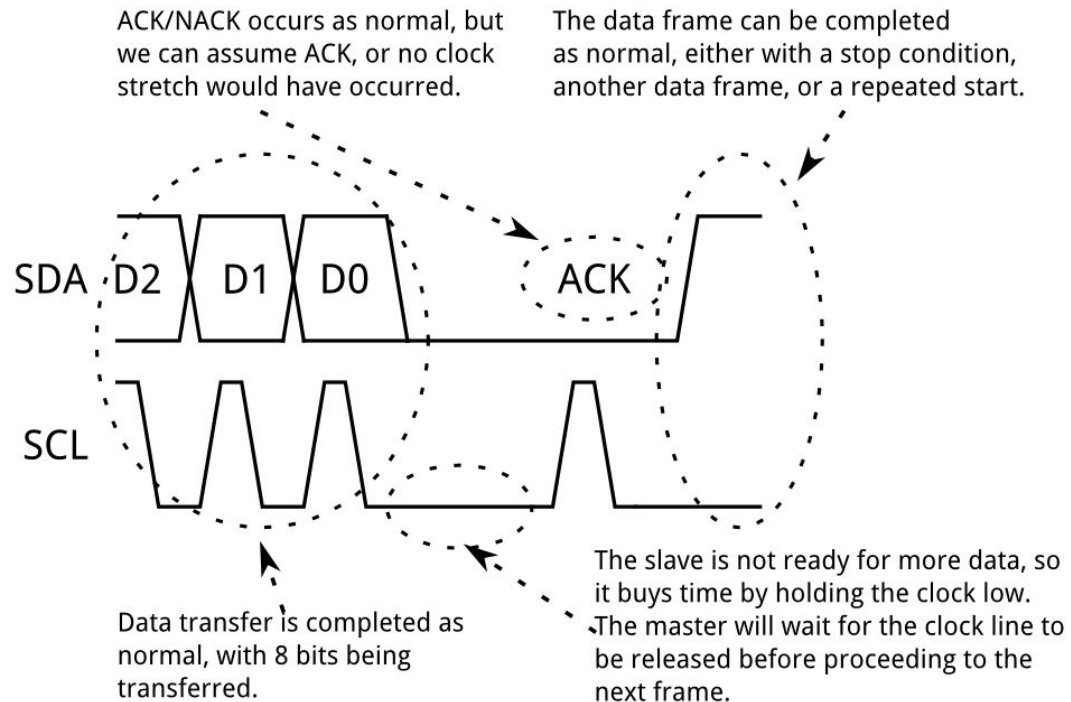 ACK/NACK occurs as normal, but
we can assume ACK, or no clock
stretch would have occurred.
The data frame can be completed
as normal, either with a stop condition,
another data frame, or a repeated start.
SDA D2 D1 D0 ACK
SCL
Data transfer is completed as
normal, with 8 bits being
transferred.
The slave is not ready for more data, so
it buys time by holding the clock low.
The master will wait for the clock line to
be released before proceeding to the
next frame.